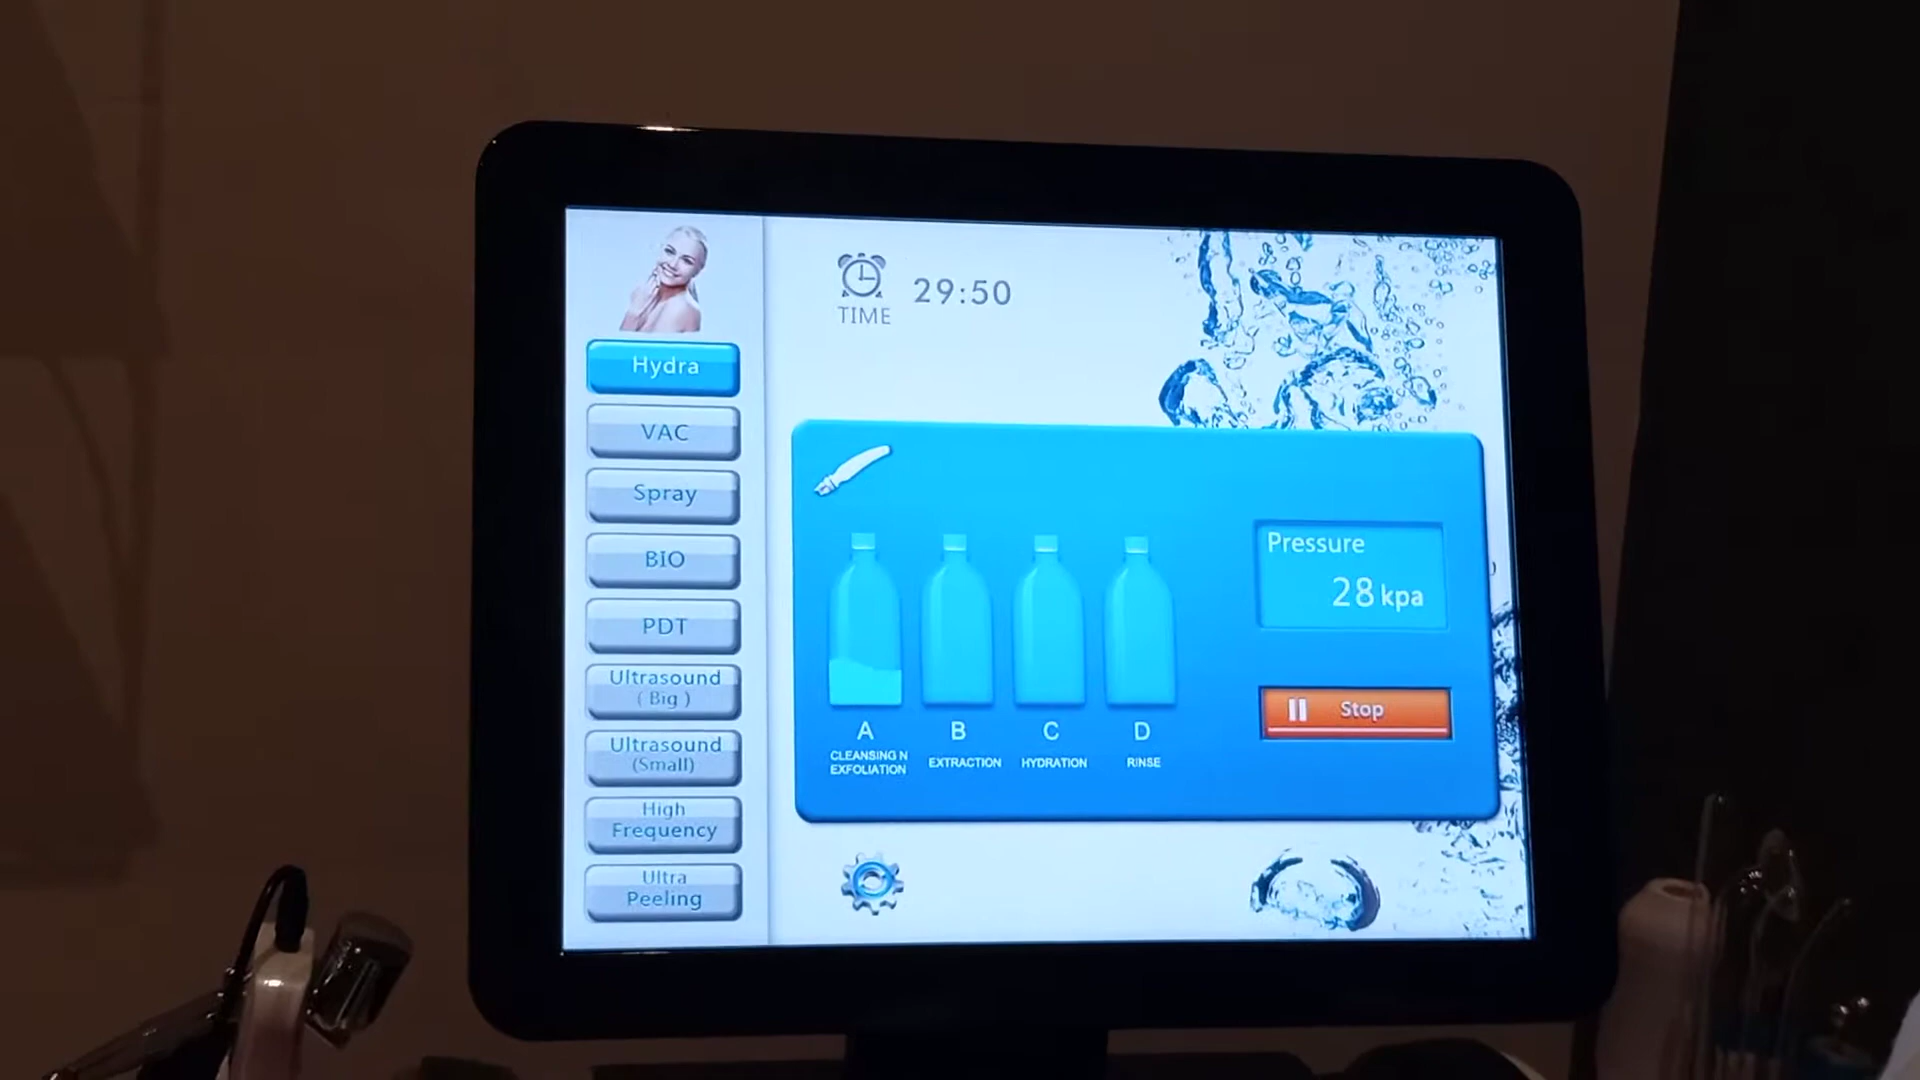 TIME
29:50
Hydra
VAC
Spray
BIO
PDT
Ultrasound
( Big )
Ultrasound
(Small)
High
Frequency
Ultra
Peeling
Pressure
28 kpa
Stop
A
CLEANSING N
EXFOLIATION
B
EXTRACTION
C
HYDRATION
D
RINSE